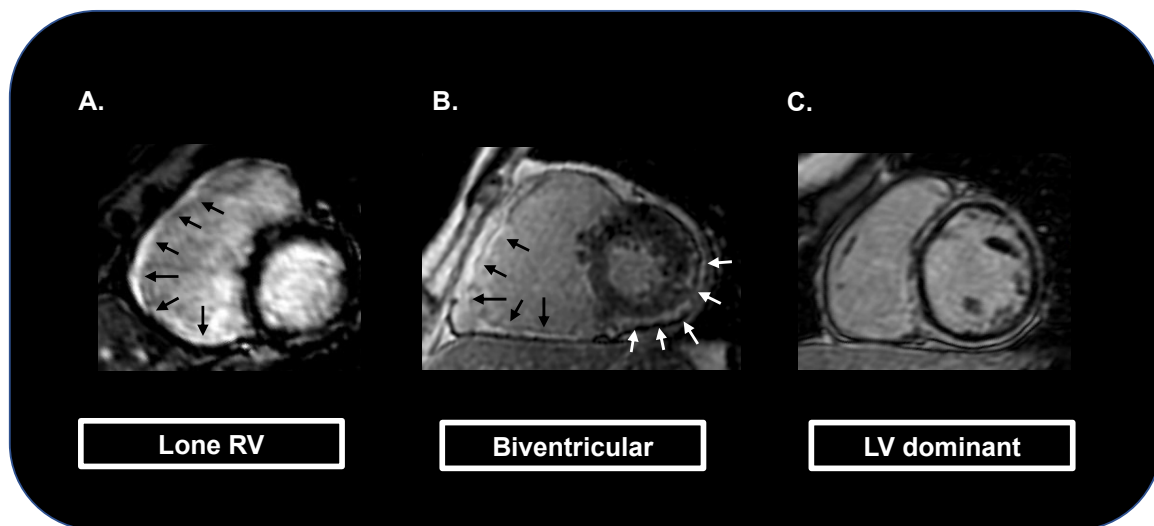 A.
B.
C.
Lone RV
Biventricular
LV dominant